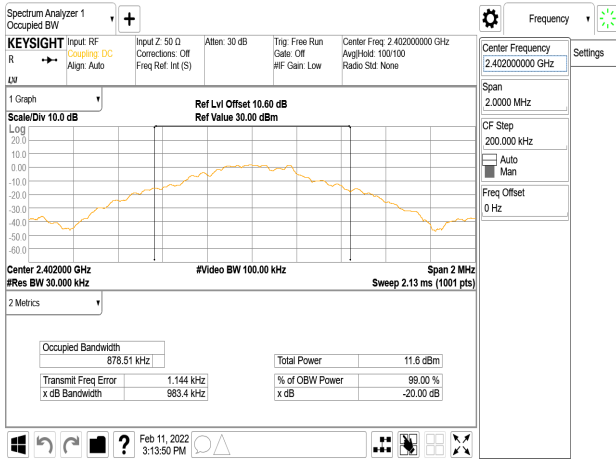 Spectrum Analyzer 1
Occupied BW
+
Frequency
KEYSIGHT
R
LXI
Input: RF
Coupling: DC
Align: Auto
Input Z: 50 Ω
Corrections: Off
Freq Ref: Int (S)
Atten: 30 dB
Trig: Free Run
Gate: Off
#IF Gain: Low
Center Freq: 2.402000000 GHz
Avg|Hold: 100/100
Radio Std: None
Center Frequency
2.402000000 GHz
Settings
Span
2.0000 MHz
CF Step
200.000 kHz
Auto
Man
Freq Offset
0 Hz
1 Graph
Scale/Div 10.0 dB
Ref Lvl Offset 10.60 dB
Ref Value 30.00 dBm
Log
20.0
10.0
0.00
-10.0
-20.0
-30.0
-40.0
-50.0
-60.0
Center 2.402000 GHz
#Video BW 100.00 kHz
Span 2 MHz
#Res BW 30.000 kHz
Sweep 2.13 ms (1001 pts)
2 Metrics
Occupied Bandwidth
878.51 kHz
Total Power 11.6 dBm
Transmit Freq Error 1.144 kHz
% of OBW Power 99.00 %
x dB Bandwidth 983.4 kHz
x dB -20.00 dB
?
Feb 11, 2022
3:13:50 PM